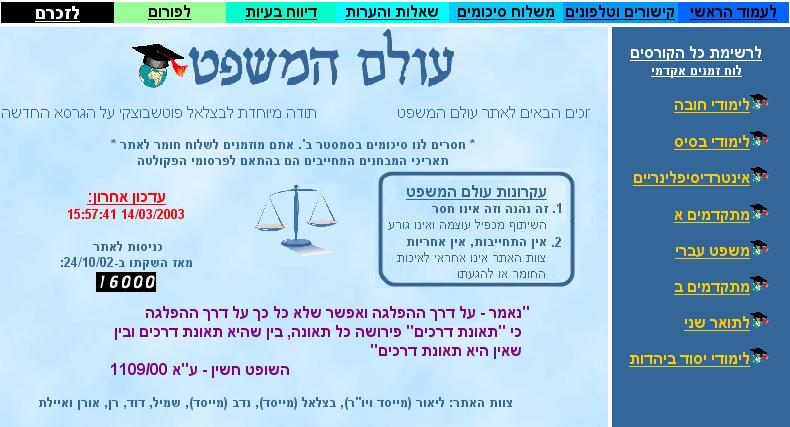 לעמוד הראשי
קישורים וטלפונים
משלוח סיכומים
שאלות והערות
דיווח בעיות
לפורום
לזכרם
לרשימת כל הקורסים
לוח זמנים אקדמי
לימודי חובה
לימודי בסיס
אינטרדיסיפלינריים
מתקדמים א
משפט עברי
מתקדמים ב
לתואר שני
לימודי יסוד ביהדות
עולם המשפט
וכים הבאים לאתר עולם המשפט
תודה מיוחדת לבצלאל פוטשבוצקי על הגרסא החדשה
* חסרים לנו סיכומים בסמסטר ב'. אתם מוזמנים לשלוח חומר לאתר *
תאריכי המבחנים המחייבים הם בהתאם לפרסומי הפקולטה
עקרונות עולם המשפט
1. זה נהנה וזה אינו חסר
השיתוף מכפיל עוצמה ואינו גורע
2. אין התחייבות, אין אחריות
צוות האתר אינו אחראי לאיכות
החומר או להגעתו
עדכון אחרון:
15:57:41 14/03/2003
כניסות לאתר
מאז השקתו ב-24/10/02:
16000
"נאמר - על דרך ההפלגה ואפשר שלא כל כך על דרך ההפלגה
כי "תאונת דרכים" פירושה כל תאונה, בין שהיא תאונת דרכים ובין
שאין היא תאונת דרכים"
השופט חשין - ע"א 1109/00
צוות האתר: ליאור (מייסד ויו"ר), בצלאל (מייסד), נדב (מייסד), שמיל, דוד, רן, אורן ואיילת